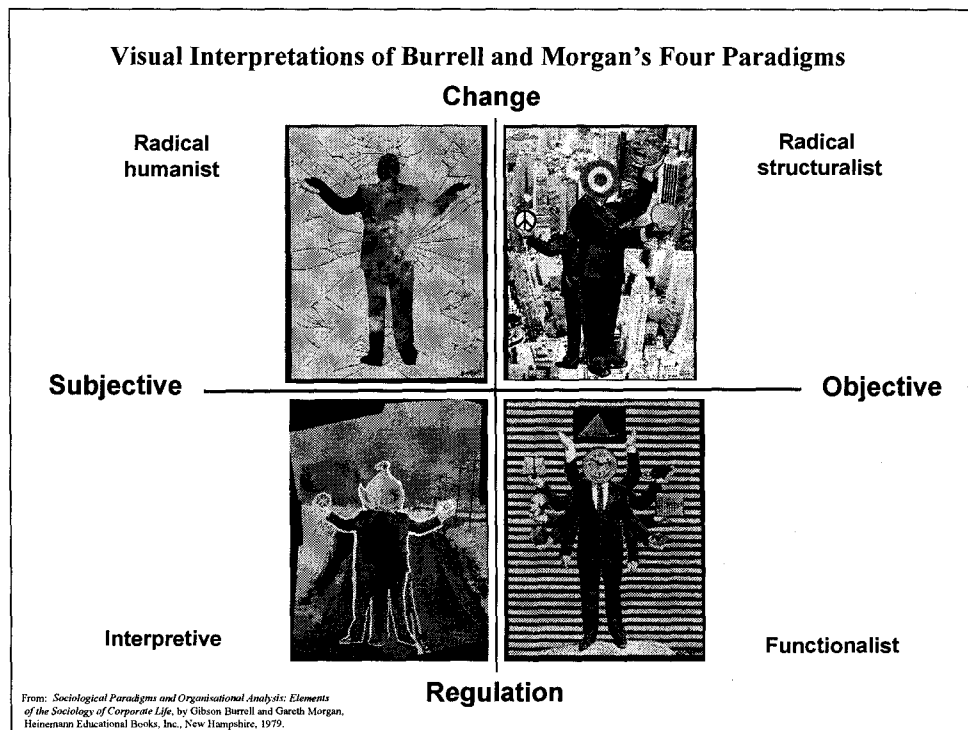 Visual Interpretations of Burrell and Morgan's Four Paradigms
Change
Radical
humanist
Radical
structuralist
Subjective
Objective
Interpretive
Functionalist
Regulation
From: Sociological Paradigms and Organisational Analysis: Elements
of the Sociology of Corporate Life, by Gibson Burrell and Gareth Morgan,
Heinemann Educational Books, Inc., New Hampshire, 1979.